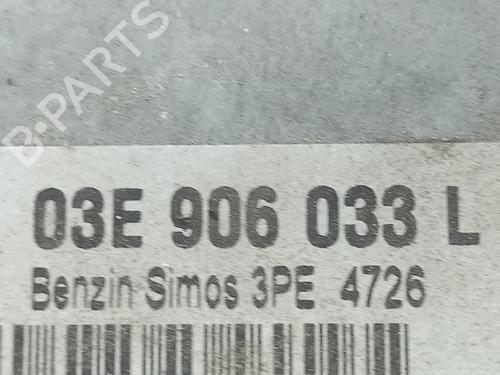 B-PARTS
03E 906 033 L
Benzin Simos 3PE 4726